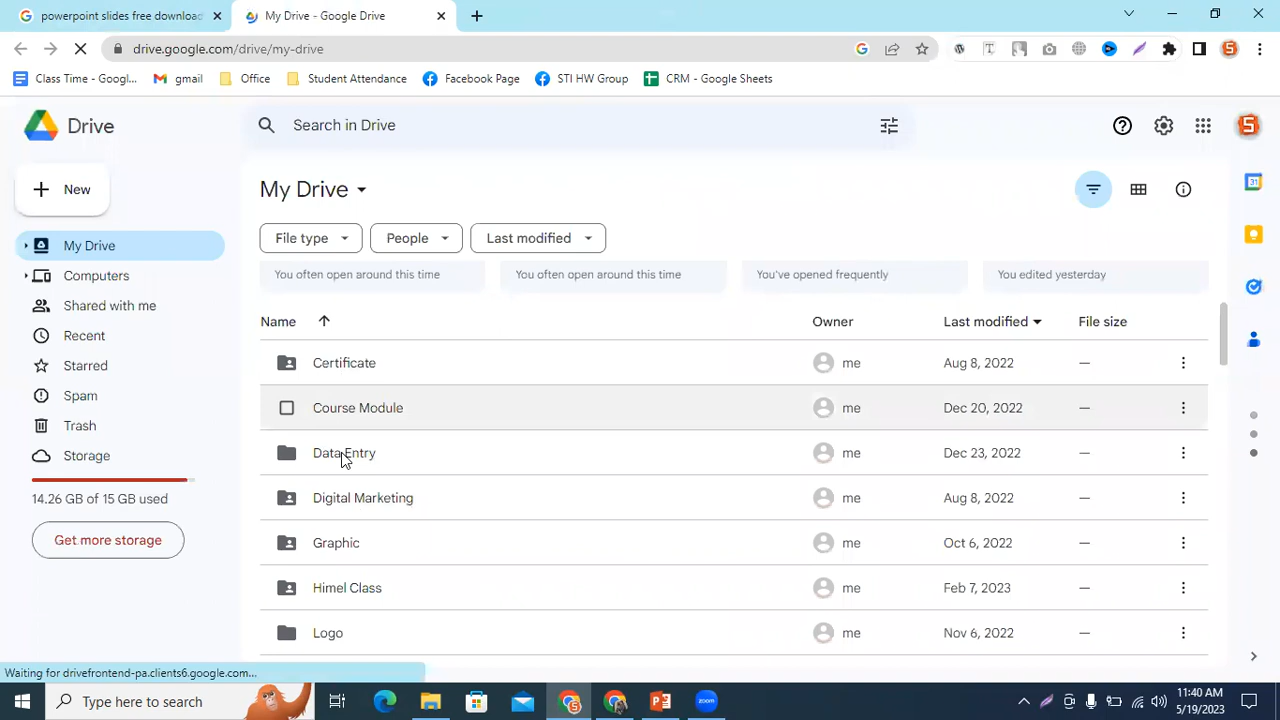 powerpoint slides free download
My Drive - Google Drive
drive.google.com/drive/my-drive
Class Time - Googl...
gmail
Office
Student Attendance
Facebook Page
STI HW Group
CRM - Google Sheets
Drive
Search in Drive
New
My Drive
File type
People
Last modified
My Drive
Computers
Shared with me
Recent
Starred
Spam
Trash
Storage
14.26 GB of 15 GB used
Get more storage
You often open around this time
You often open around this time
You've opened frequently
You edited yesterday
Name Owner Last modified File size
Certificate me Aug 8, 2022 —
Course Module me Dec 20, 2022 —
Data Entry me Dec 23, 2022 —
Digital Marketing me Aug 8, 2022 —
Graphic me Oct 6, 2022 —
Himel Class me Feb 7, 2023 —
Logo me Nov 6, 2022 —
Waiting for drivefrontend-pa.clients6.google.com...
Type here to search
zoom
11:40 AM
5/19/2023